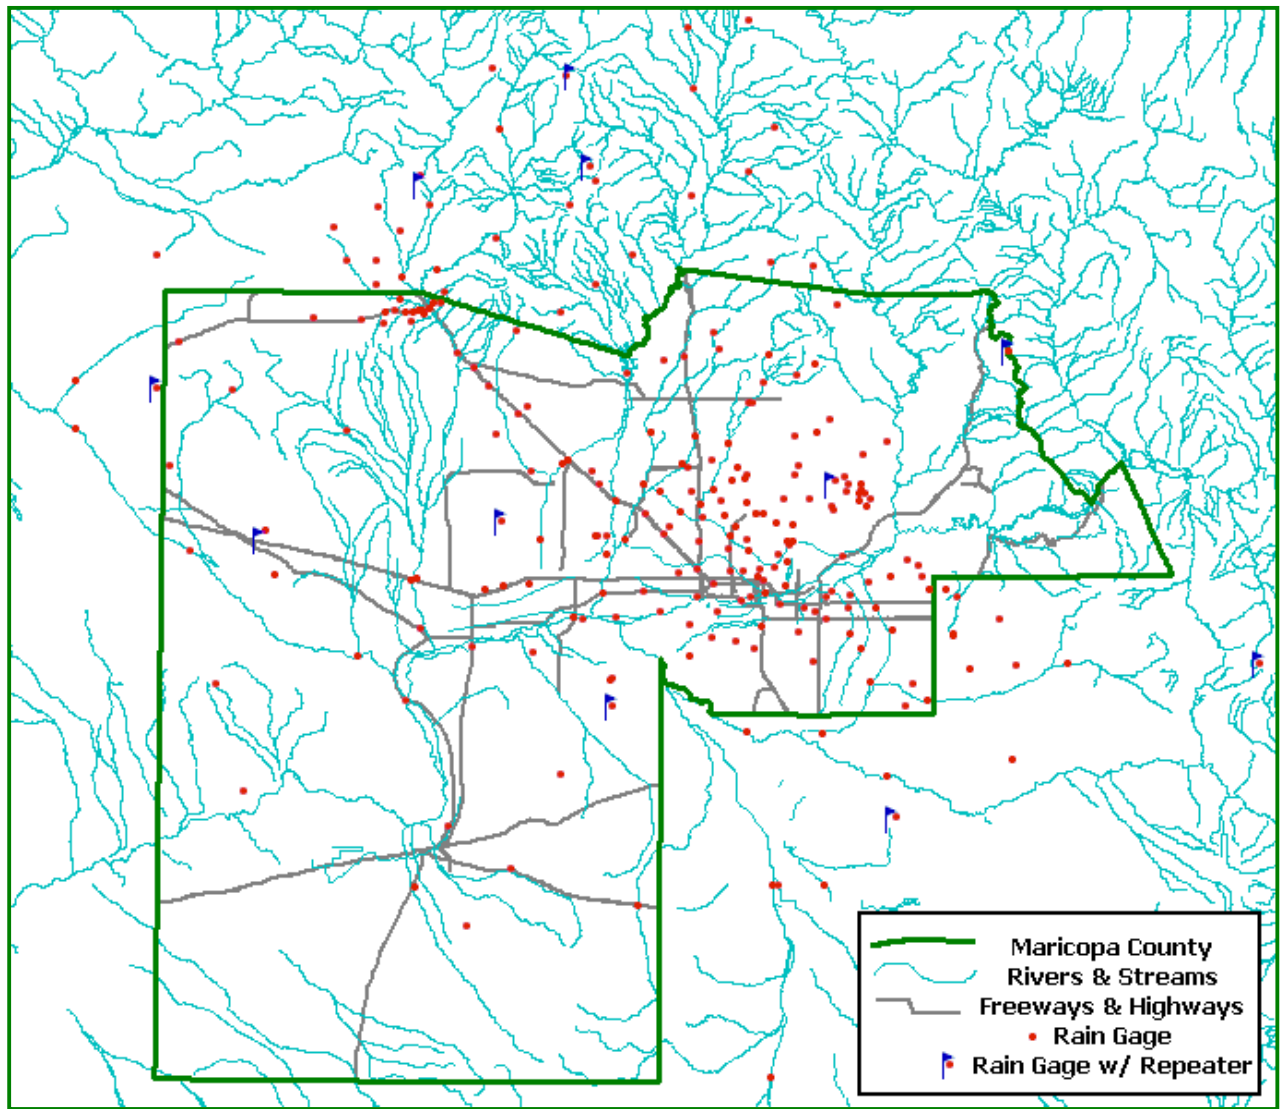 Maricopa County
Rivers & Streams
Freeways & Highways
Rain Gage
Rain Gage w/ Repeater